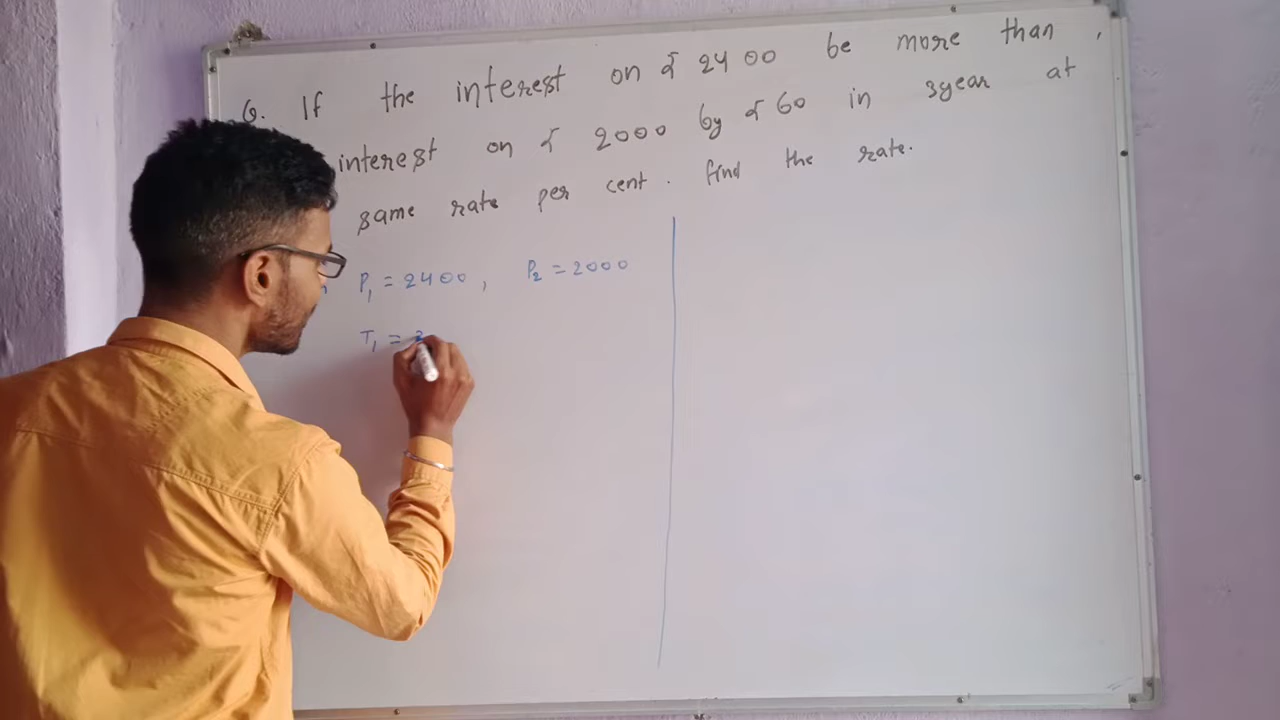 Q. If the interest on ₹ 2400 be more than
interest on ₹ 2000 by ₹ 60 in 3year at
same rate per cent. find the rate.
P₁ = 2400, P₂ = 2000
T₁ = 3